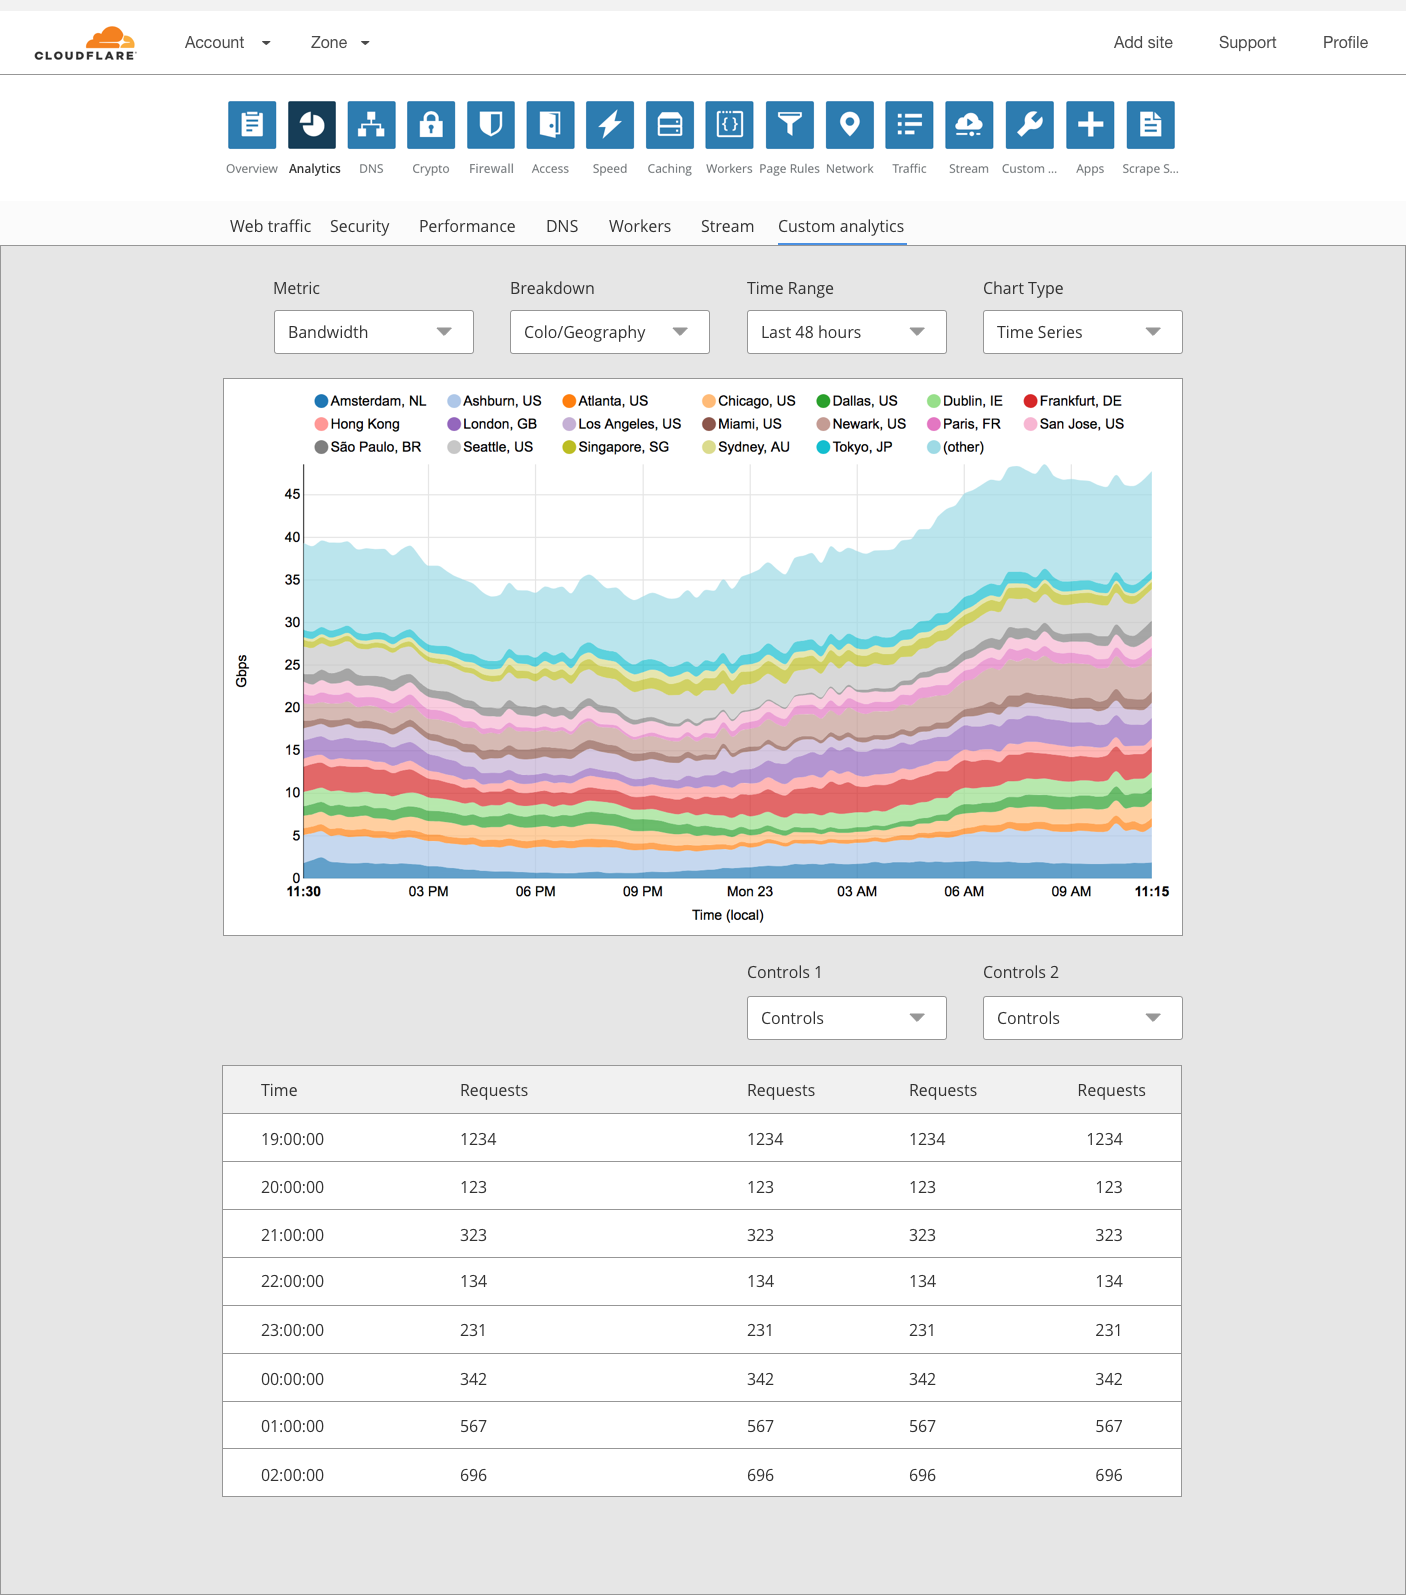 CLOUDFLARE
Account Zone Add site Support Profile
Overview Analytics DNS Crypto Firewall Access Speed Caching Workers Page Rules Network Traffic Stream Custom ... Apps Scrape S...
Web traffic Security Performance DNS Workers Stream Custom analytics
Metric Breakdown Time Range Chart Type
Bandwidth Colo/Geography Last 48 hours Time Series
Amsterdam, NL Ashburn, US Atlanta, US Chicago, US Dallas, US Dublin, IE Frankfurt, DE
Hong Kong London, GB Los Angeles, US Miami, US Newark, US Paris, FR San Jose, US
São Paulo, BR Seattle, US Singapore, SG Sydney, AU Tokyo, JP (other)
45
40
35
30
25
Gbps
20
15
10
5
0
11:30 03 PM 06 PM 09 PM Mon 23 03 AM 06 AM 09 AM 11:15
Time (local)
Controls 1 Controls 2
Controls Controls
Time Requests Requests Requests Requests
19:00:00 1234 1234 1234 1234
20:00:00 123 123 123 123
21:00:00 323 323 323 323
22:00:00 134 134 134 134
23:00:00 231 231 231 231
00:00:00 342 342 342 342
01:00:00 567 567 567 567
02:00:00 696 696 696 696